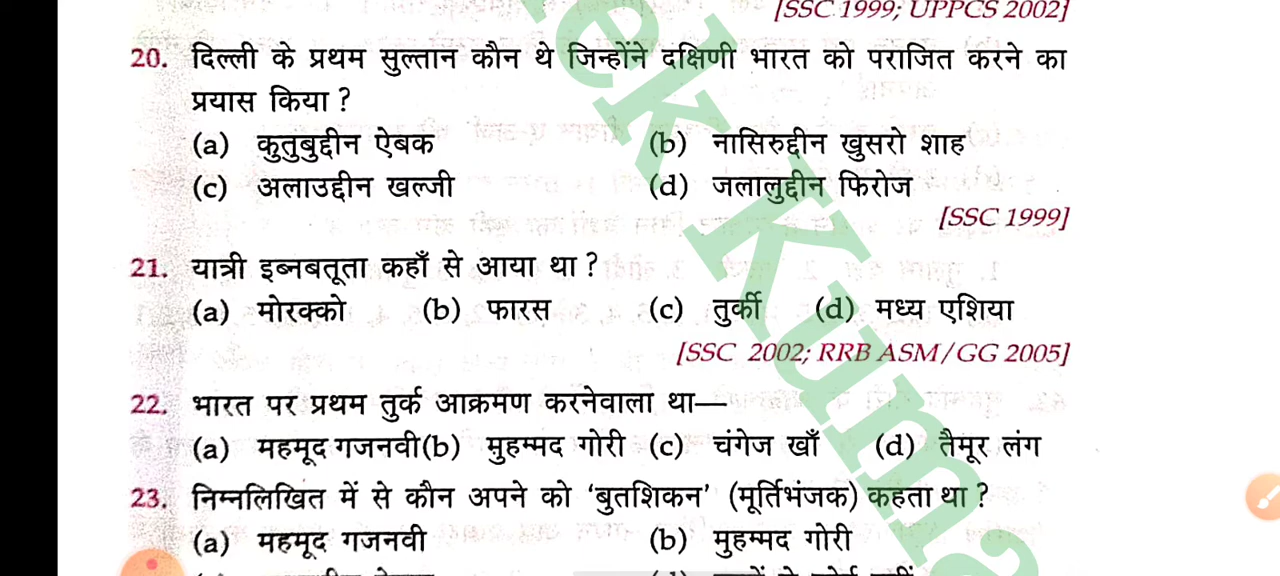 [SSC 1999; UPPCS 2002]
20. दिल्ली के प्रथम सुल्तान कौन थे जिन्होंने दक्षिणी भारत को पराजित करने का
प्रयास किया ?
(a) कुतुबुद्दीन ऐबक (b) नासिरुद्दीन खुसरो शाह
(c) अलाउद्दीन खल्जी (d) जलालुद्दीन फिरोज
[SSC 1999]
21. यात्री इब्नबतूता कहाँ से आया था ?
(a) मोरक्को (b) फारस (c) तुर्की (d) मध्य एशिया
[SSC 2002; RRB ASM/GG 2005]
22. भारत पर प्रथम तुर्क आक्रमण करनेवाला था—
(a) महमूद गजनवी(b) मुहम्मद गोरी (c) चंगेज खाँ (d) तैमूर लंग
23. निम्नलिखित में से कौन अपने को ‘बुतशिकन’ (मूर्तिभंजक) कहता था ?
(a) महमूद गजनवी (b) मुहम्मद गोरी
ek Kuma